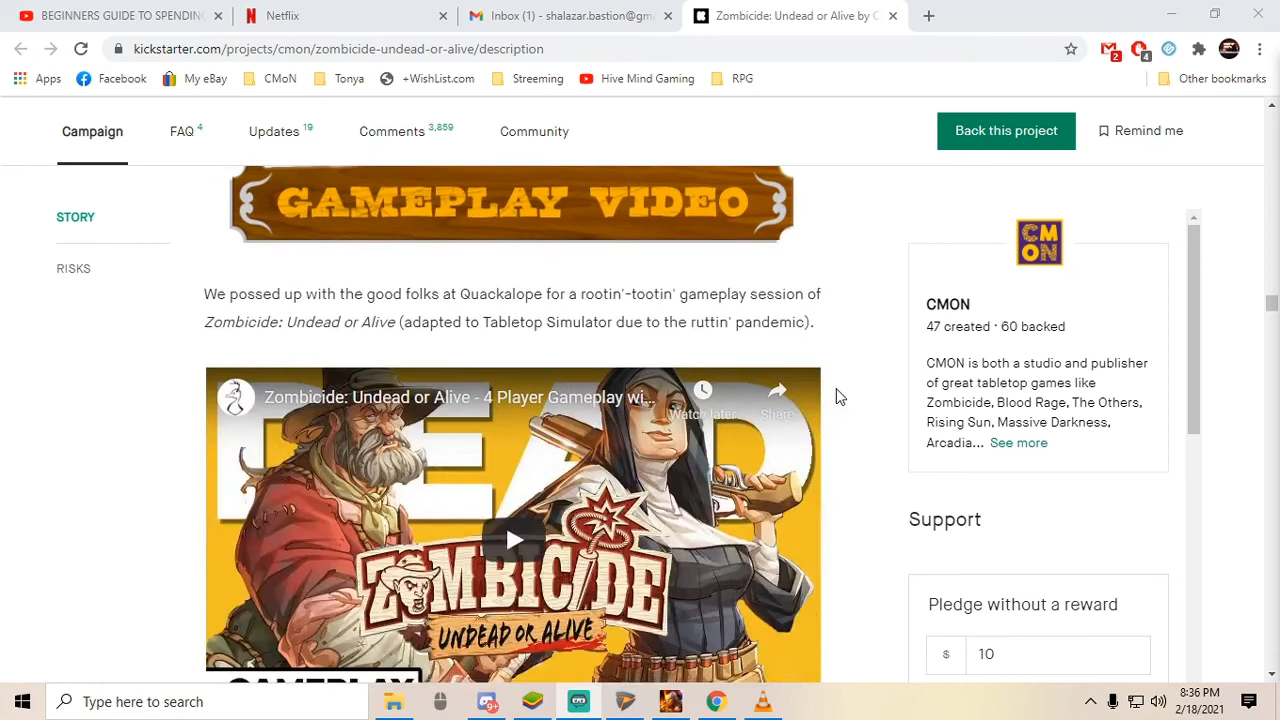 BEGINNERS GUIDE TO SPENDING
Netflix
Inbox (1) - shalazar.bastion@gm
Zombicide: Undead or Alive by C
kickstarter.com/projects/cmon/zombicide-undead-or-alive/description
2
4
Apps
Facebook
My eBay
CMoN
Tonya
+WishList.com
Streeming
Hive Mind Gaming
RPG
Other bookmarks
Campaign
FAQ 4
Updates 19
Comments 3,859
Community
Back this project
Remind me
STORY
RISKS
GAMEPLAY VIDEO
We possed up with the good folks at Quackalope for a rootin'-tootin' gameplay session of
Zombicide: Undead or Alive (adapted to Tabletop Simulator due to the ruttin' pandemic).
Zombicide: Undead or Alive - 4 Player Gameplay wi...
Watch later
Share
DEAD
ZOMBICIDE
UNDEAD OR ALIVE
GAMEPLAY
CMON
CMON
47 created · 60 backed
CMON is both a studio and publisher
of great tabletop games like
Zombicide, Blood Rage, The Others,
Rising Sun, Massive Darkness,
Arcadia... See more
Support
Pledge without a reward
$ 10
Type here to search
9+
8:36 PM
2/18/2021